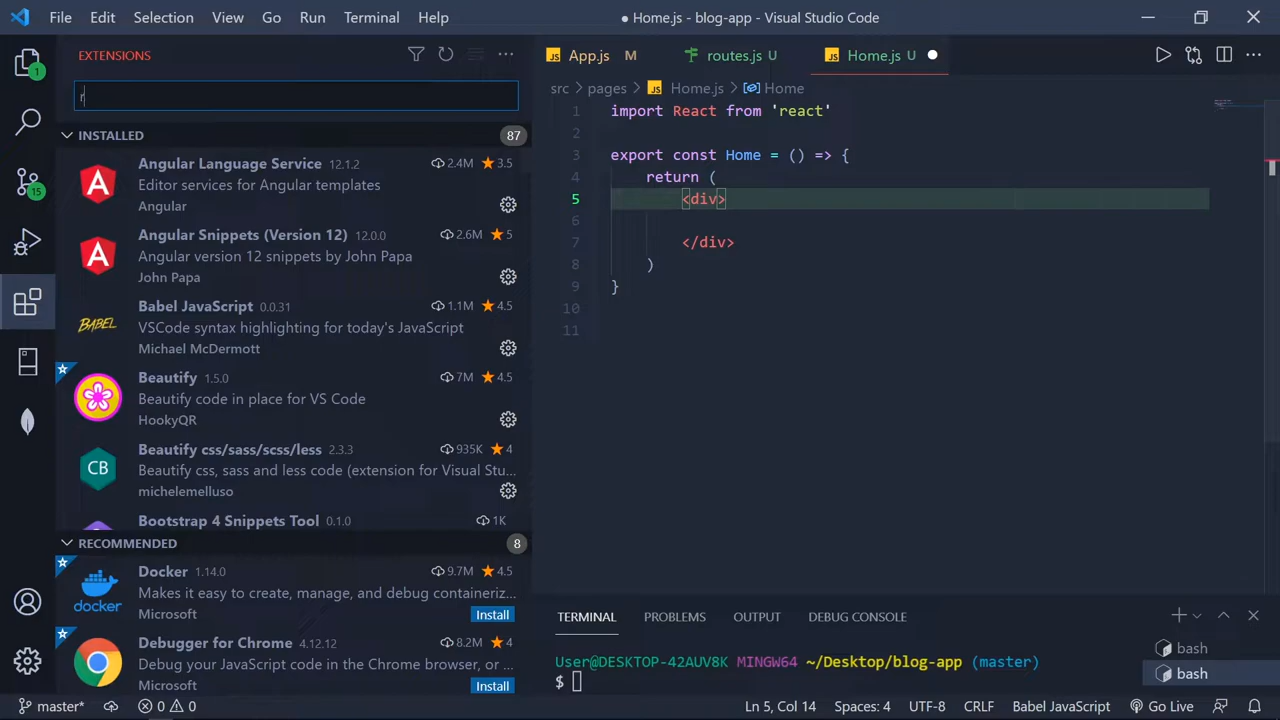 File Edit Selection View Go Run Terminal Help
● Home.js - blog-app - Visual Studio Code
EXTENSIONS
r
INSTALLED 87
Angular Language Service 12.1.2 2.4M 3.5
Editor services for Angular templates
Angular
Angular Snippets (Version 12) 12.0.0 2.6M 5
Angular version 12 snippets by John Papa
John Papa
BABEL
Babel JavaScript 0.0.31 1.1M 4.5
VSCode syntax highlighting for today's JavaScript
Michael McDermott
Beautify 1.5.0 7M 4.5
Beautify code in place for VS Code
HookyQR
CB
Beautify css/sass/scss/less 2.3.3 935K 4
Beautify css, sass and less code (extension for Visual Stu...
michelemelluso
Bootstrap 4 Snippets Tool 0.1.0 1K
RECOMMENDED 8
docker
Docker 1.14.0 9.7M 4.5
Makes it easy to create, manage, and debug containeriz...
Microsoft Install
Debugger for Chrome 4.12.12 8.2M 4
Debug your JavaScript code in the Chrome browser, or ...
Microsoft Install
1
15
JS App.js M
routes.js U
JS Home.js U
src > pages > JS Home.js > Home
1 import React from 'react'
2
3 export const Home = () => {
4 return (
5 <div>
6
7 </div>
8 )
9 }
10
11
TERMINAL PROBLEMS OUTPUT DEBUG CONSOLE
User@DESKTOP-42AUV8K MINGW64 ~/Desktop/blog-app (master)
$
bash
bash
master* 0 0
Ln 5, Col 14 Spaces: 4 UTF-8 CRLF Babel JavaScript Go Live